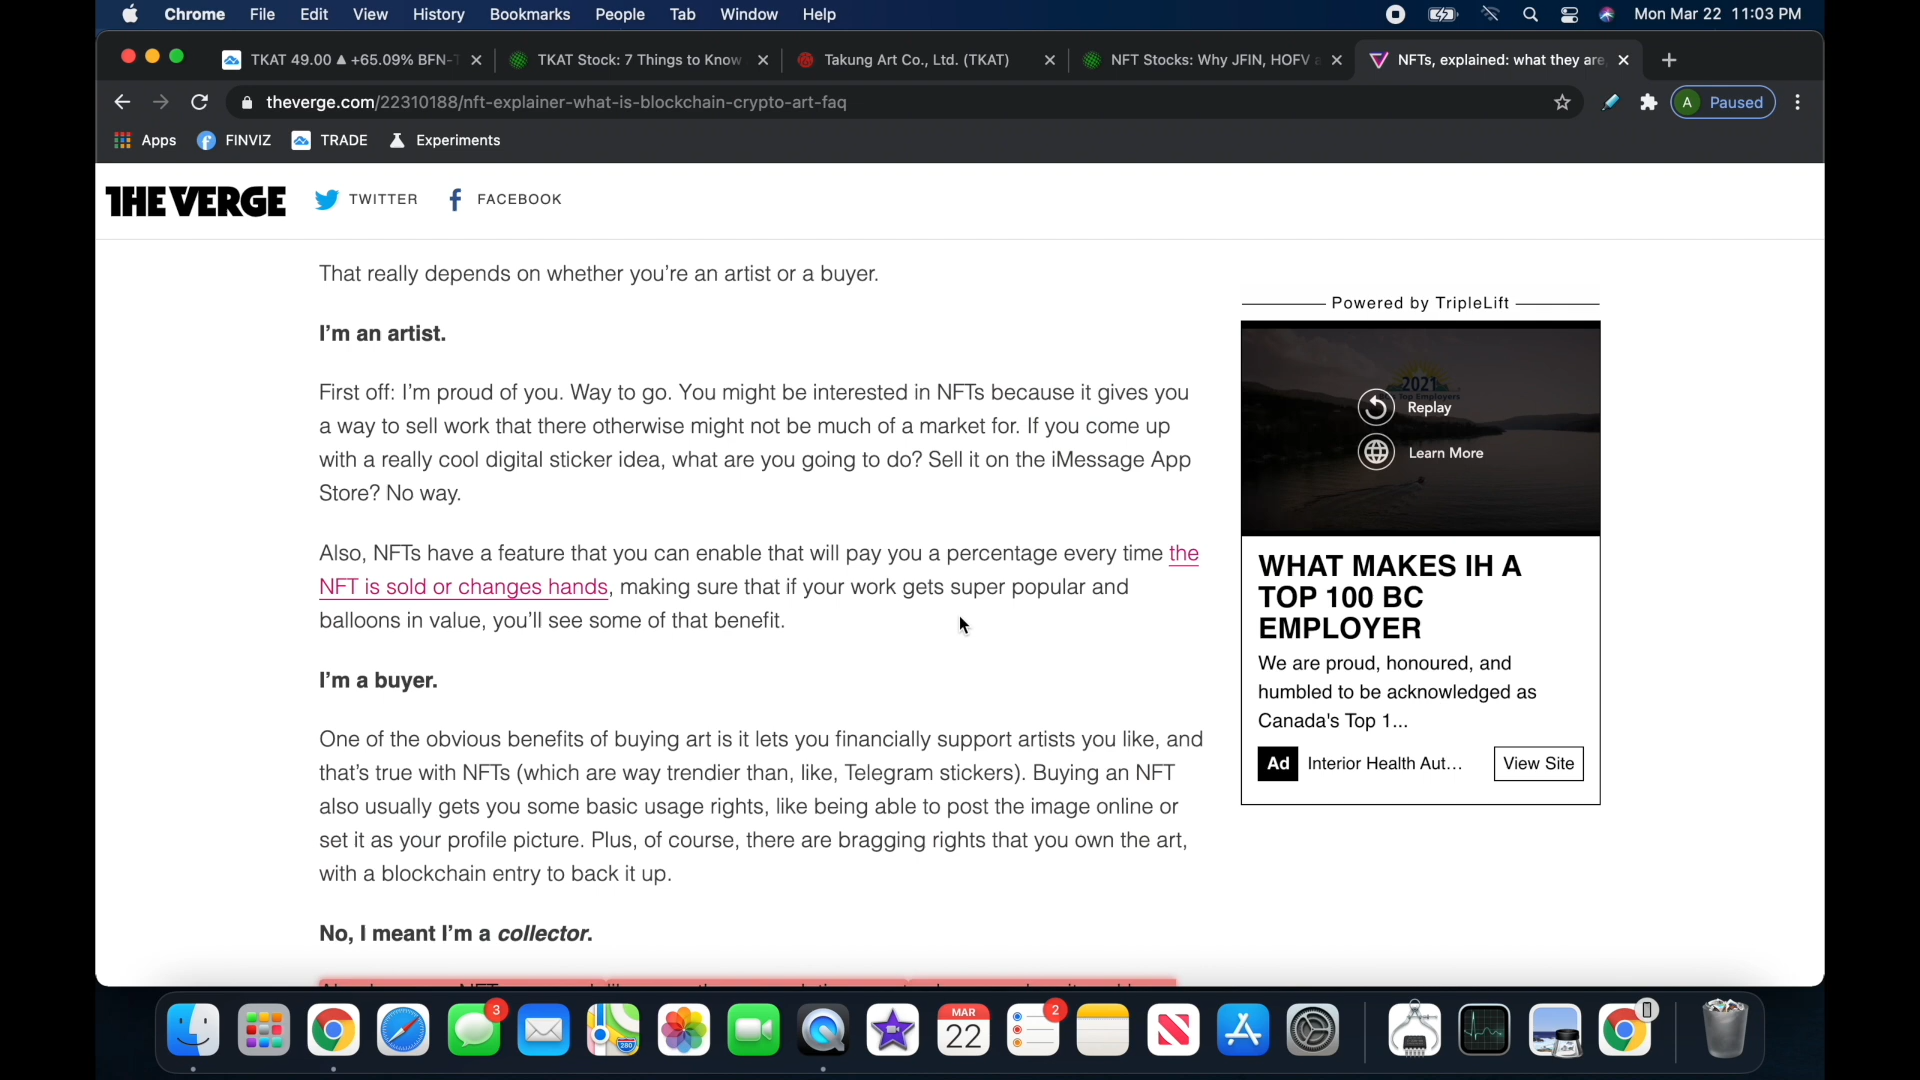 Chrome File Edit View History Bookmarks People Tab Window Help Mon Mar 22 11:03 PM
TKAT 49.00 ▲ +65.09% BFN-T TKAT Stock: 7 Things to Know Takung Art Co., Ltd. (TKAT) NFT Stocks: Why JFIN, HOFV a NFTs, explained: what they are,
theverge.com/22310188/nft-explainer-what-is-blockchain-crypto-art-faq A Paused
Apps FINVIZ TRADE Experiments
THE VERGE TWITTER FACEBOOK
That really depends on whether you're an artist or a buyer.
I'm an artist.
First off: I'm proud of you. Way to go. You might be interested in NFTs because it gives you
a way to sell work that there otherwise might not be much of a market for. If you come up
with a really cool digital sticker idea, what are you going to do? Sell it on the iMessage App
Store? No way.
Also, NFTs have a feature that you can enable that will pay you a percentage every time the
NFT is sold or changes hands, making sure that if your work gets super popular and
balloons in value, you'll see some of that benefit.
I'm a buyer.
One of the obvious benefits of buying art is it lets you financially support artists you like, and
that's true with NFTs (which are way trendier than, like, Telegram stickers). Buying an NFT
also usually gets you some basic usage rights, like being able to post the image online or
set it as your profile picture. Plus, of course, there are bragging rights that you own the art,
with a blockchain entry to back it up.
No, I meant I'm a collector.
Powered by TripleLift
2021
Top Employers
Replay
Learn More
WHAT MAKES IH A
TOP 100 BC
EMPLOYER
We are proud, honoured, and
humbled to be acknowledged as
Canada's Top 1...
Ad Interior Health Aut... View Site
3
MAR
22
2
280